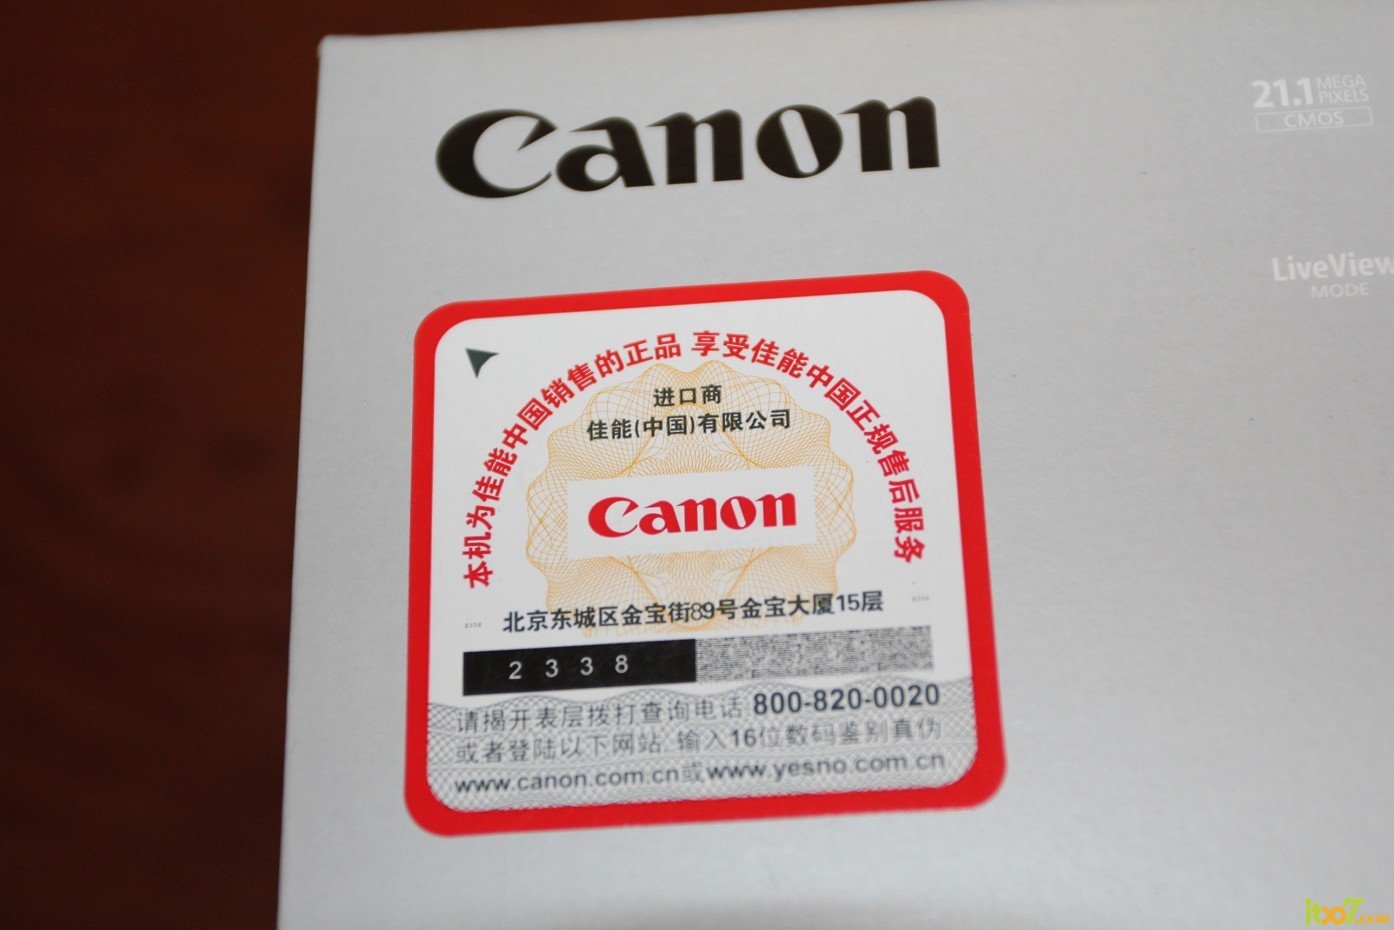 Canon
21.1 MEGA PIXELS
CMOS
LiveView
MODE
本机为佳能中国销售的正品 享受佳能中国正规售后服务
进口商
佳能(中国)有限公司
Canon
北京东城区金宝街89号金宝大厦15层
2338
请揭开表层拨打查询电话 800-820-0020
或者登陆以下网站, 输入16位数码鉴别真伪
www.canon.com.cn或www.yesno.com.cn
itxo7.com